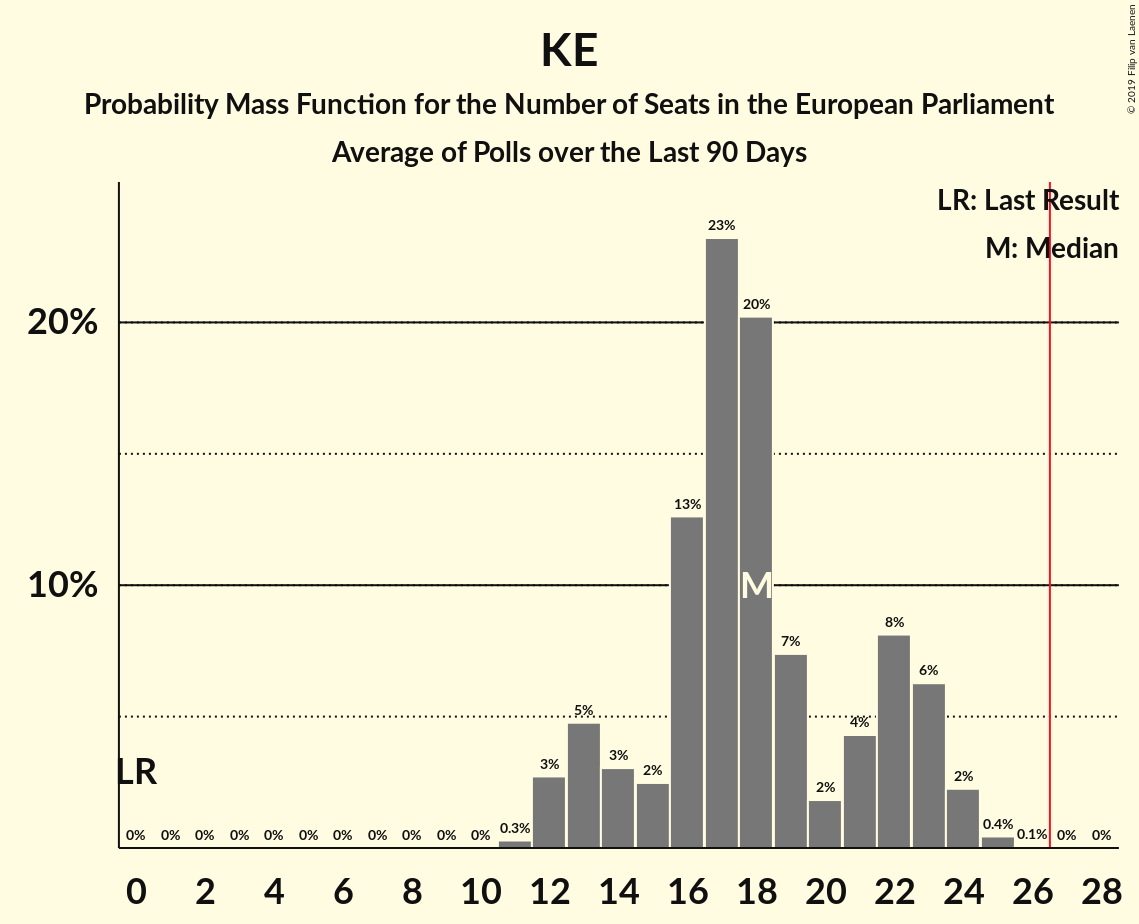 KE
Probability Mass Function for the Number of Seats in the European Parliament
Average of Polls over the Last 90 Days
© 2019 Filip van Laenen
LR: Last Result
M: Median
23%
20%
20%
13%
10%
M
8%
7%
6%
5%
4%
3%
3%
2%
2%
2%
LR
0% 0% 0% 0% 0% 0% 0% 0% 0% 0% 0% 0.3% 0.4% 0.1% 0% 0%
0 2 4 6 8 10 12 14 16 18 20 22 24 26 28